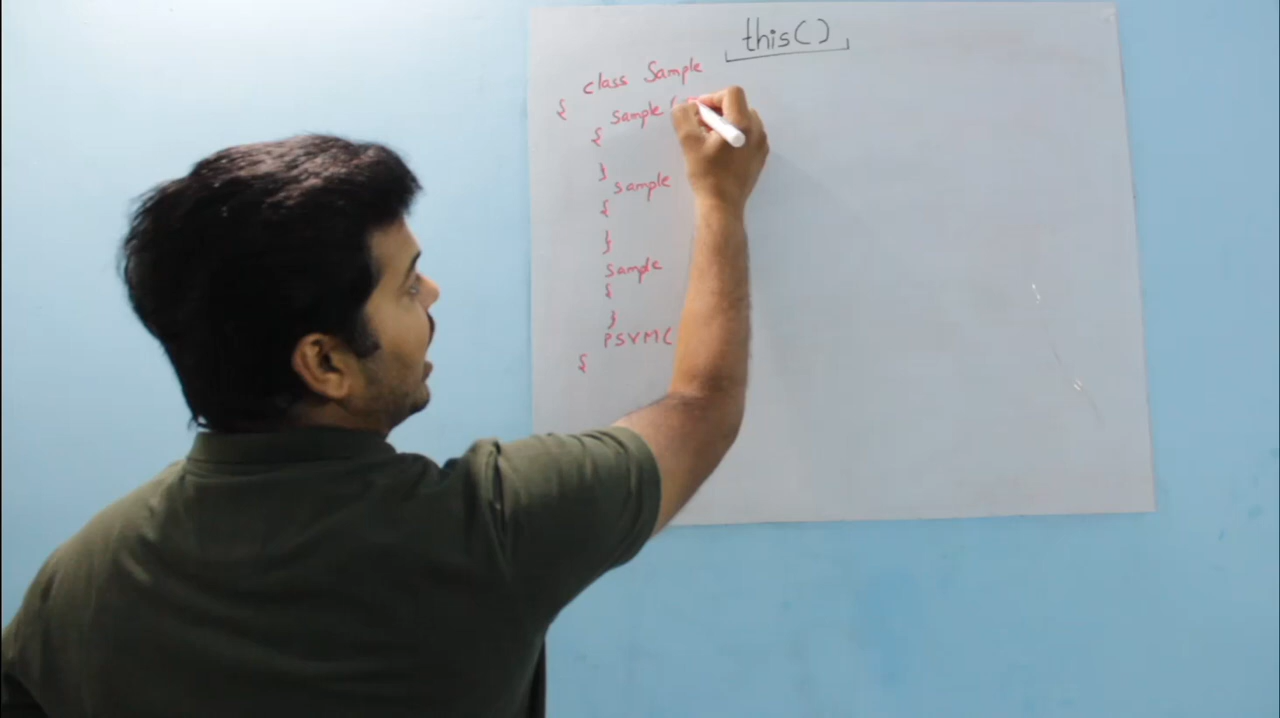 this()
class Sample
{
sample (
{
}
sample
{
}
sample
{
}
PSVM(
{